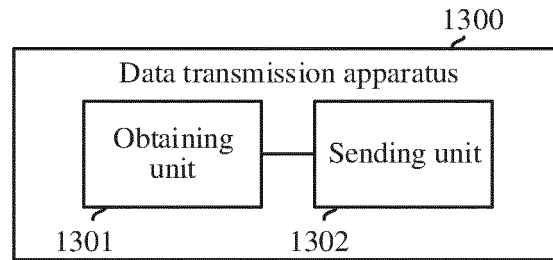 1300
Data transmission apparatus
Obtaining
unit
Sending unit
1301
1302